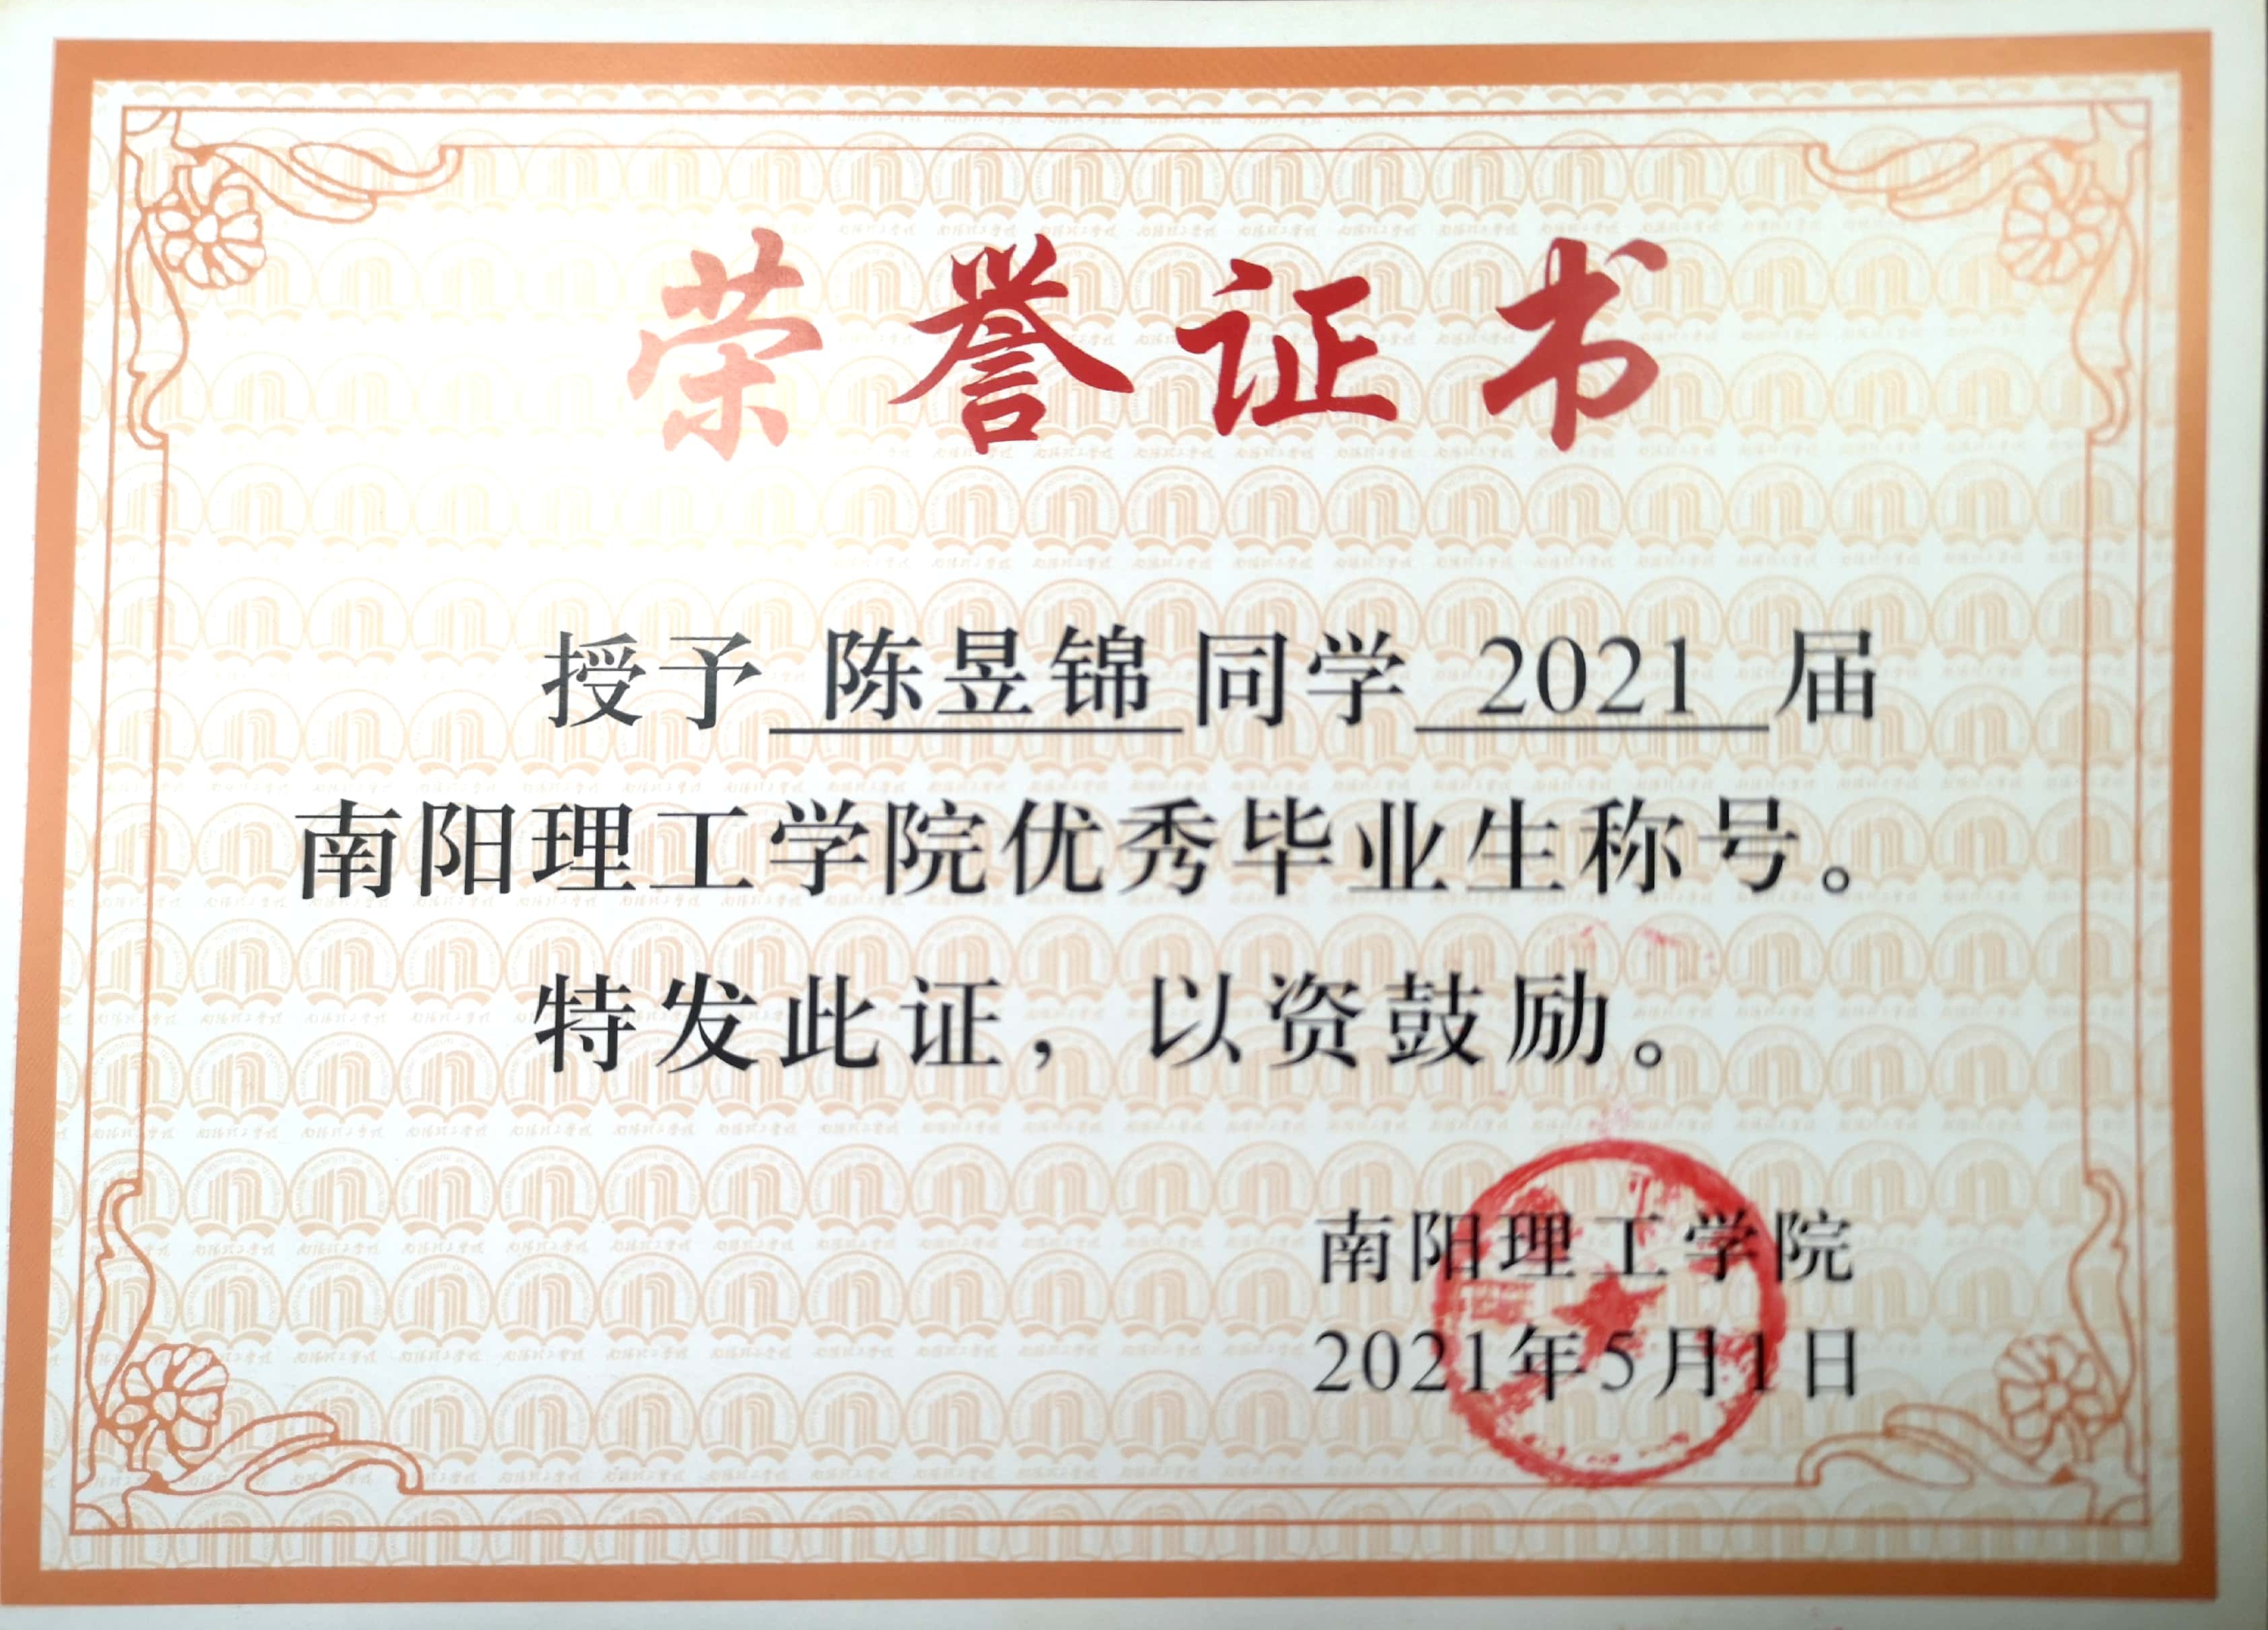 荣誉证书
授予 陈昱锦 同学 2021 届
南阳理工学院优秀毕业生称号。
特发此证，以资鼓励。
南阳理工学院
2021年5月1日